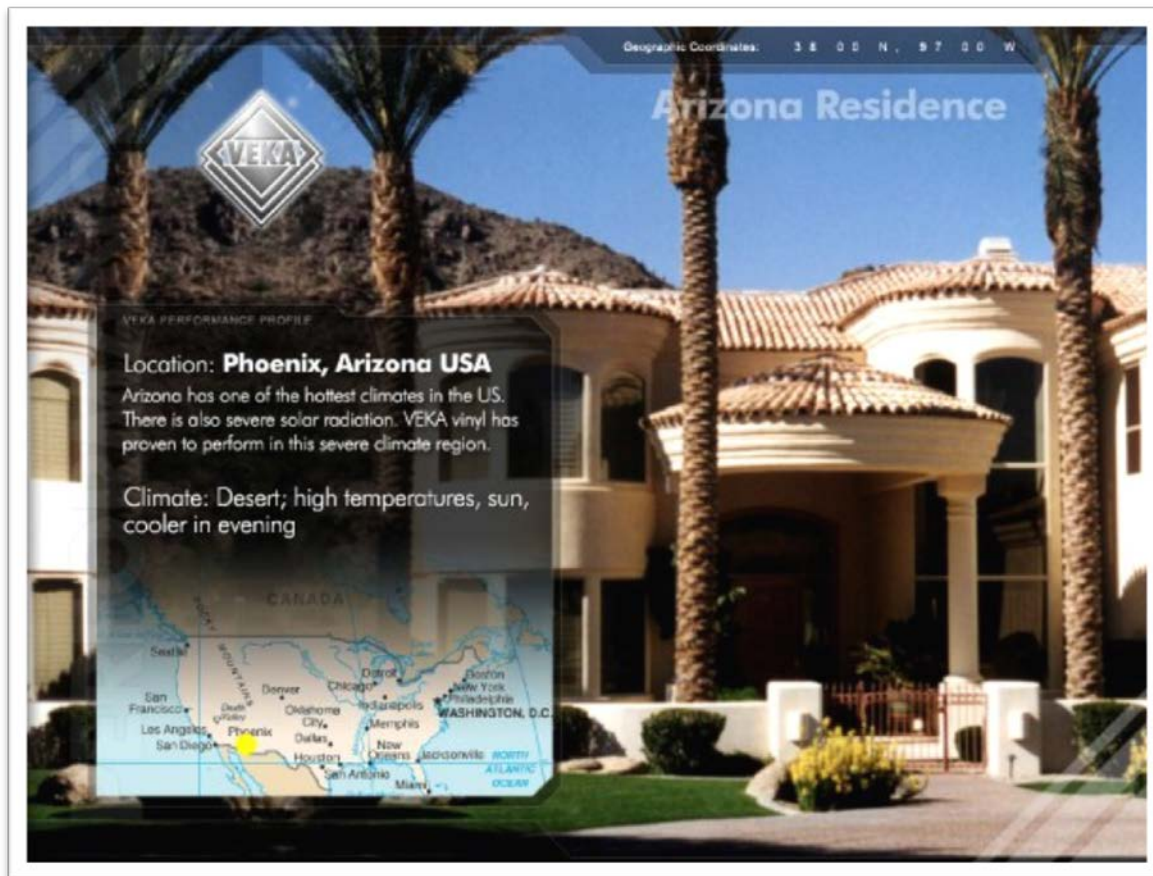 Geographic Coordinates: 38 00 N, 97 00 W
Arizona Residence
VEKA
VEKA PERFORMANCE PROFILE
Location: Phoenix, Arizona USA
Arizona has one of the hottest climates in the US.
There is also severe solar radiation. VEKA vinyl has
proven to perform in this severe climate region.
Climate: Desert; high temperatures, sun,
cooler in evening
CANADA
ROCKY MOUNTAINS
Seattle
Detroit
Boston
Chicago
New York
Denver
Philadelphia
San
Francisco
Indianapolis
Oklahoma
City
WASHINGTON, D.C.
Death
Valley
Memphis
Los Angeles
Phoenix
Dallas
San Diego
New
Orleans
Houston
Jacksonville
NORTH
ATLANTIC
OCEAN
San Antonio
Miami